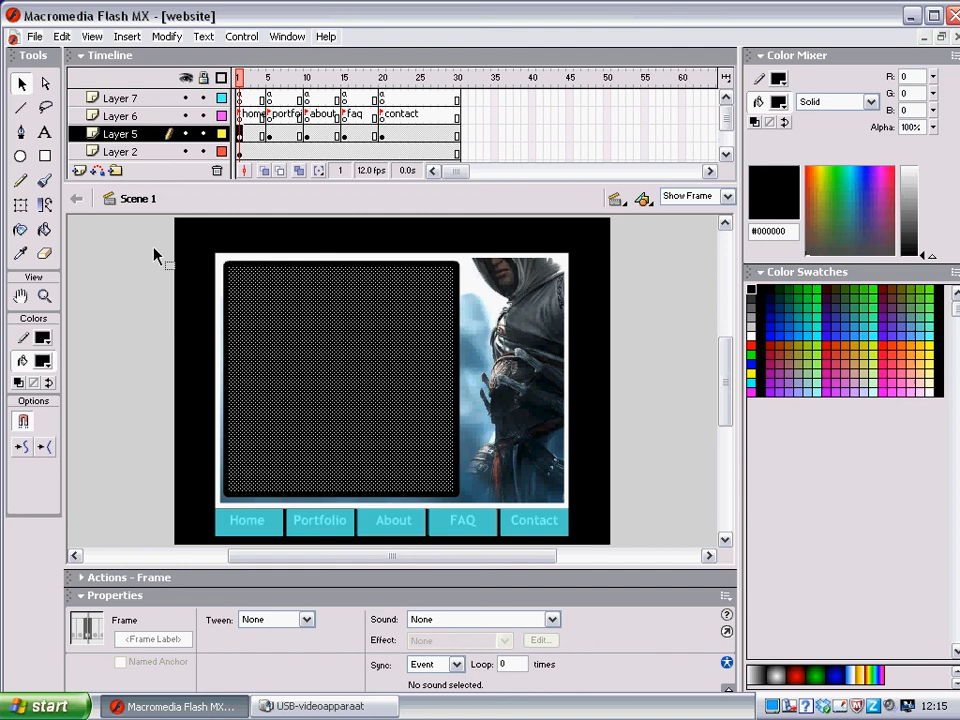 Macromedia Flash MX - [website]
File Edit View Insert Modify Text Control Window Help
Tools
Timeline
1 5 10 15 20 25 30 35 40 45 50 55 60
Layer 7
Layer 6 home portfo about faq contact
Layer 5
Layer 2
1 12.0 fps 0.0s
Scene 1
Show Frame
View
Colors
Options
Home Portfolio About FAQ Contact
Actions - Frame
Properties
Frame
<Frame Label>
Named Anchor
Tween: None
Sound: None
Effect: None Edit...
Sync: Event Loop: 0 times
No sound selected.
Color Mixer
R: 0
Solid
G: 0
B: 0
Alpha: 100%
#000000
Color Swatches
start
Macromedia Flash MX...
USB-videoapparaat
12:15